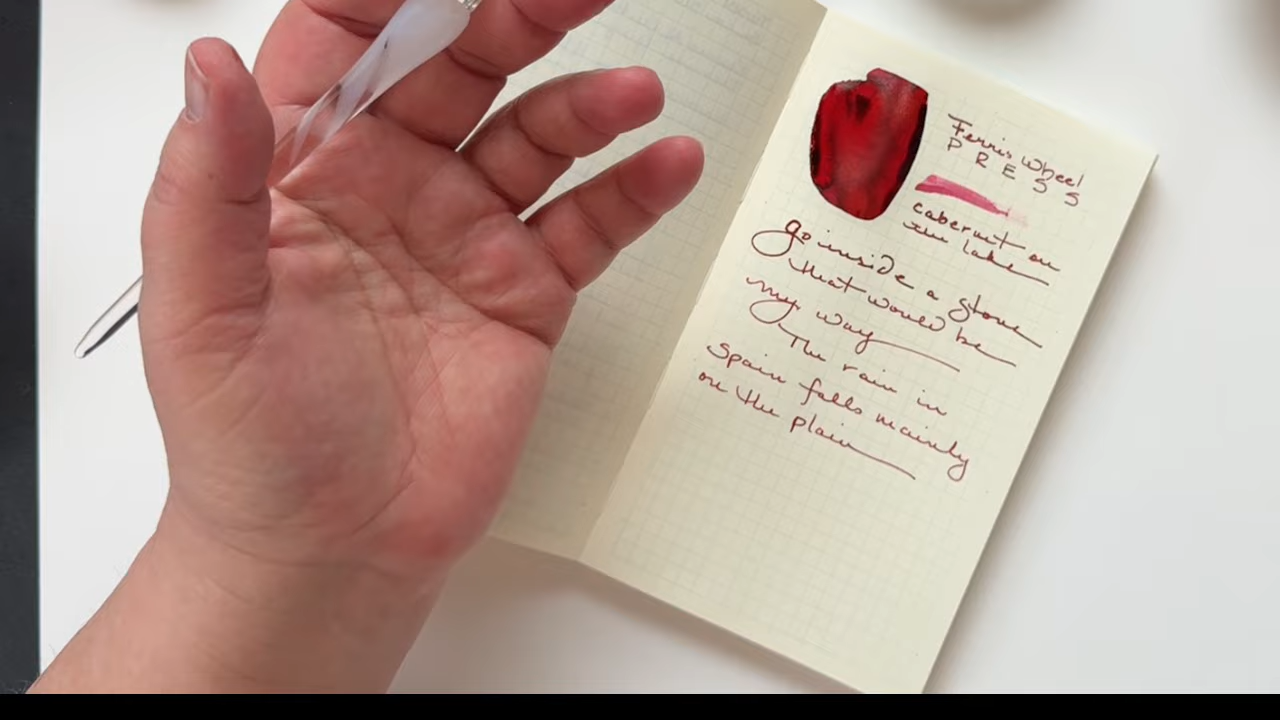 Ferris Wheel
PRESS
cabernet on
the lake
go inside a stone
that would be
my way
The rain in
Spain falls mainly
on the plain